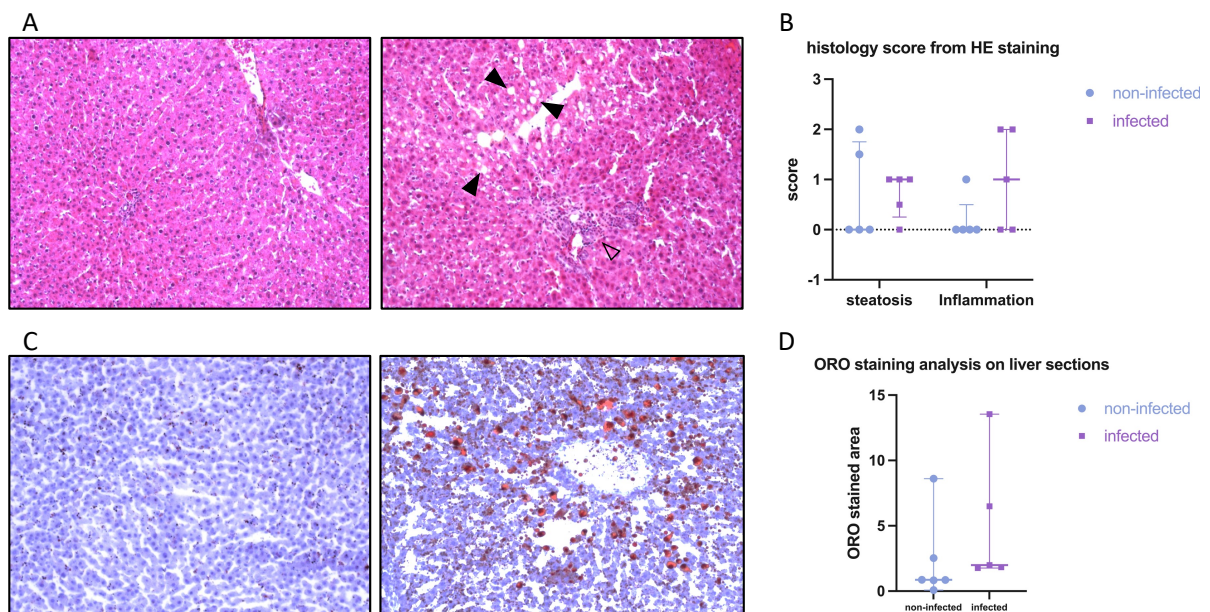 A
B
histology score from HE staining
3
2
1
0
-1
score
steatosis
Inflammation
non-infected
infected
C
D
ORO staining analysis on liver sections
15
10
5
0
ORO stained area
non-infected
infected
non-infected
infected